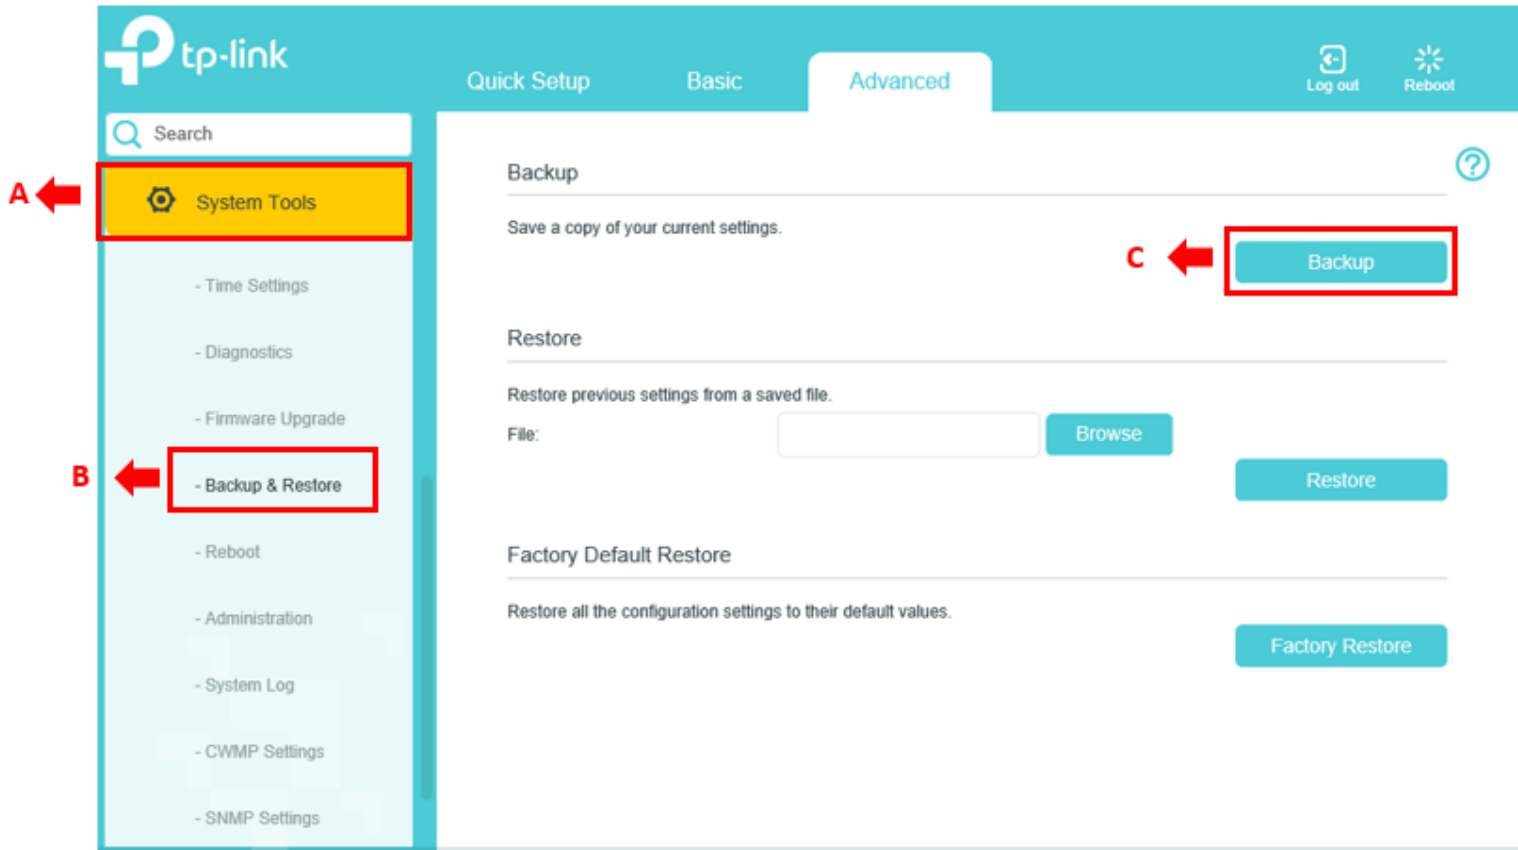 tp-link
Quick Setup
Basic
Advanced
Log out
Reboot
Search
A
System Tools
- Time Settings
- Diagnostics
- Firmware Upgrade
B
- Backup & Restore
- Reboot
- Administration
- System Log
- CWMP Settings
- SNMP Settings
Backup
?
Save a copy of your current settings.
C
Backup
Restore
Restore previous settings from a saved file.
File:
Browse
Restore
Factory Default Restore
Restore all the configuration settings to their default values.
Factory Restore